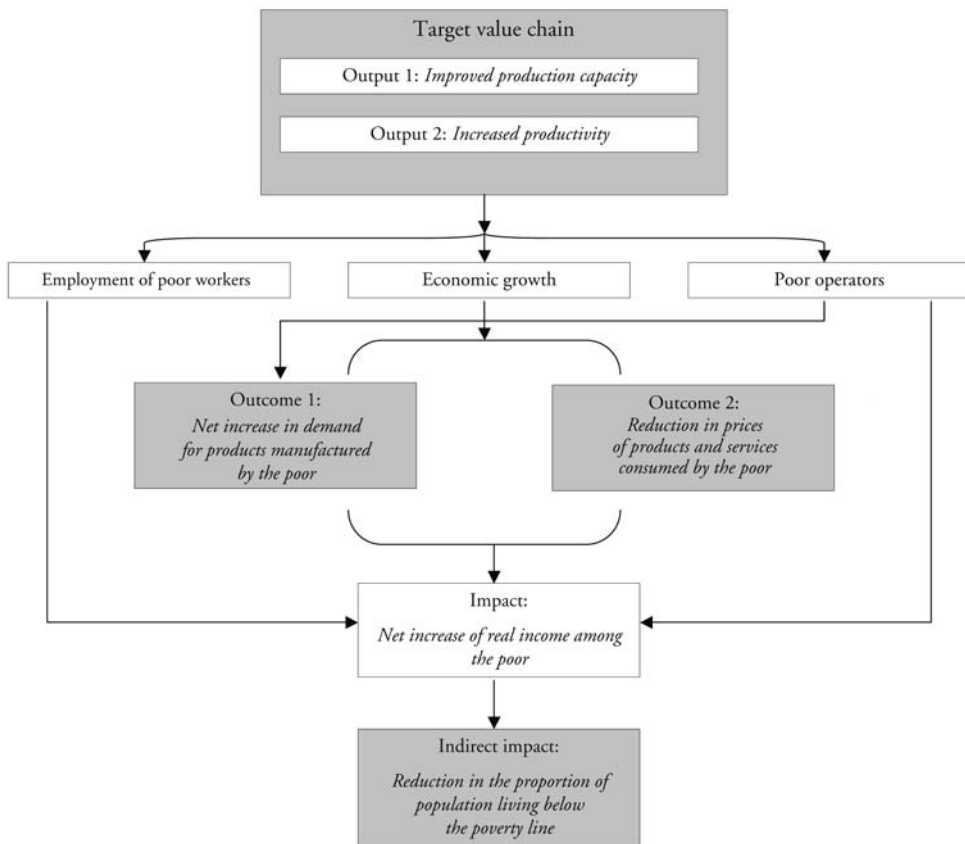 Target value chain
Output 1: Improved production capacity
Output 2: Increased productivity
Employment of poor workers
Economic growth
Poor operators
Outcome 1:
Net increase in demand
for products manufactured
by the poor
Outcome 2:
Reduction in prices
of products and services
consumed by the poor
Impact:
Net increase of real income among
the poor
Indirect impact:
Reduction in the proportion of
population living below
the poverty line